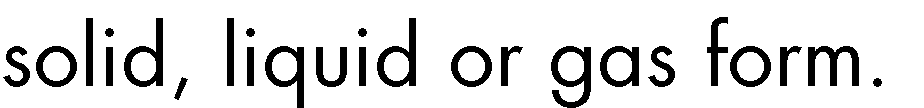 solid, liquid or gas form.